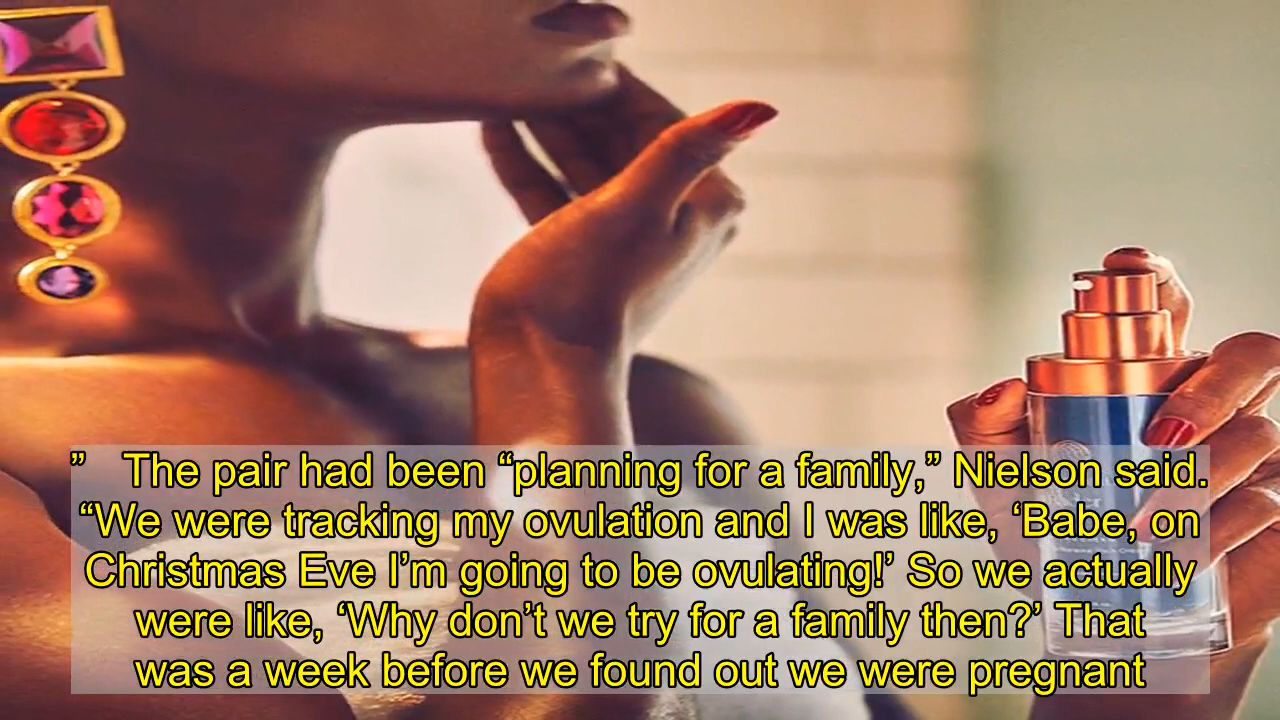 ”   The pair had been “planning for a family,” Nielson said.
“We were tracking my ovulation and I was like, ‘Babe, on
Christmas Eve I’m going to be ovulating!’ So we actually
were like, ‘Why don’t we try for a family then?’ That
was a week before we found out we were pregnant